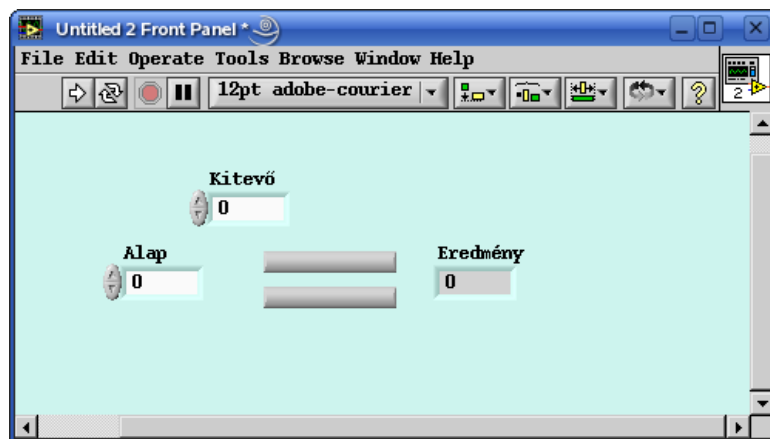 Untitled 2 Front Panel *
File Edit Operate Tools Browse Window Help
12pt adobe-courier
2
Kitevő
0
Alap
0
Eredmény
0